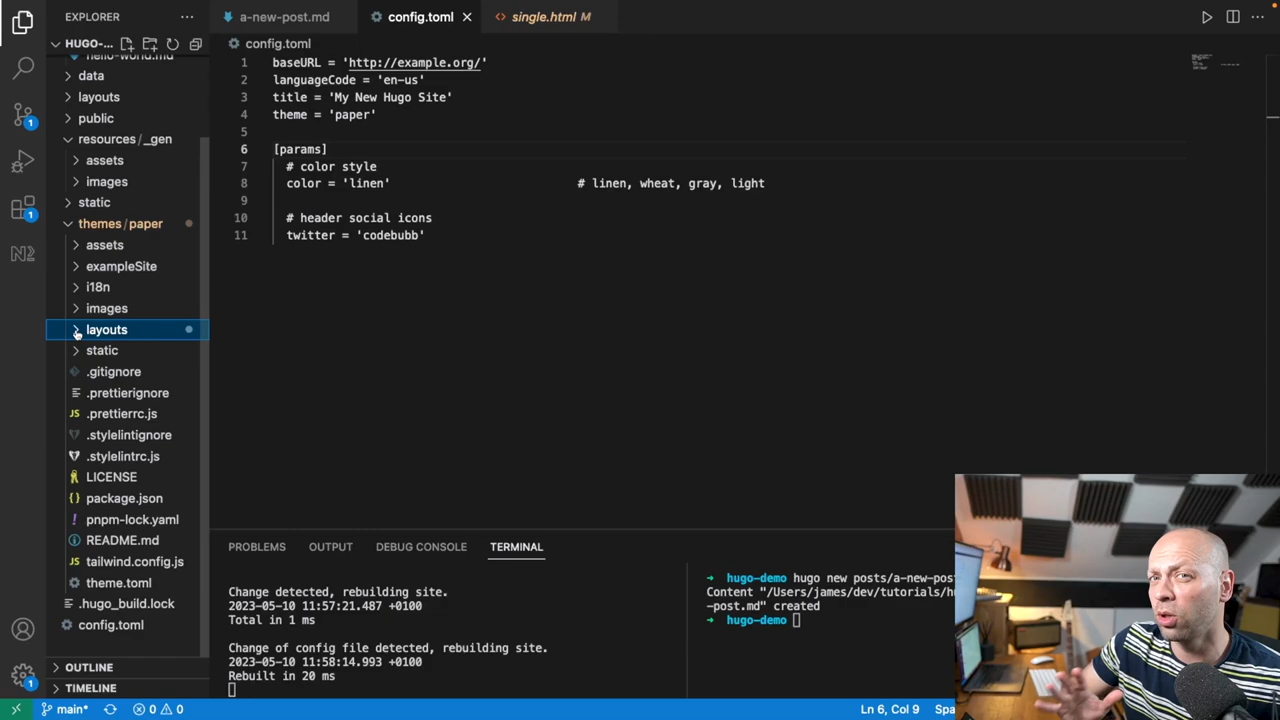 EXPLORER
a-new-post.md
config.toml
single.html M
HUGO-...
config.toml
hello-world.md
data
layouts
public
resources / _gen
assets
images
static
themes / paper
assets
exampleSite
i18n
images
layouts
static
.gitignore
.prettierignore
.prettierrc.js
.stylelintignore
.stylelintrc.js
LICENSE
package.json
pnpm-lock.yaml
README.md
tailwind.config.js
theme.toml
.hugo_build.lock
config.toml
OUTLINE
TIMELINE
1 baseURL = 'http://example.org/'
2 languageCode = 'en-us'
3 title = 'My New Hugo Site'
4 theme = 'paper'
5
6 [params]
7 # color style
8 color = 'linen' # linen, wheat, gray, light
9
10 # header social icons
11 twitter = 'codebubb'
PROBLEMS OUTPUT DEBUG CONSOLE TERMINAL
Change detected, rebuilding site.
2023-05-10 11:57:21.487 +0100
Total in 1 ms
Change of config file detected, rebuilding site.
2023-05-10 11:58:14.993 +0100
Rebuilt in 20 ms
→ hugo-demo hugo new posts/a-new-pos
Content "/Users/james/dev/tutorials/h
-post.md" created
→ hugo-demo
1
1
1
main* 0 0 Ln 6, Col 9 Spa